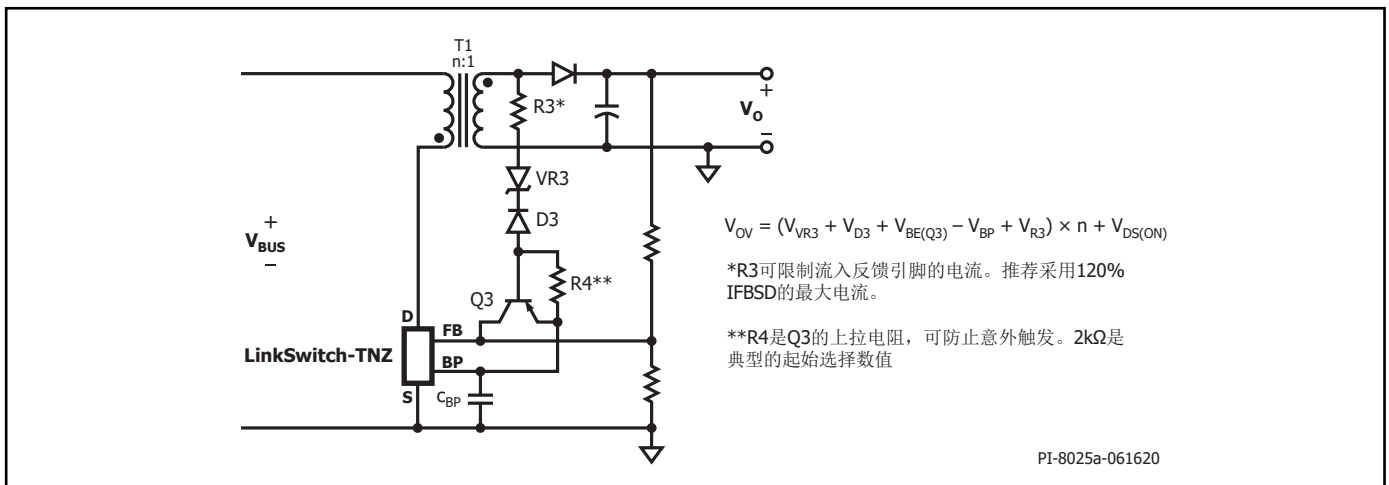 T1
n:1
R3*
+
V_O
−
VR3
D3
+
V_BUS
−
V_OV = (V_VR3 + V_D3 + V_BE(Q3) − V_BP + V_R3) × n + V_DS(ON)
*R3可限制流入反馈引脚的电流。推荐采用120%
IFBSD的最大电流。
R4**
Q3
D
FB
**R4是Q3的上拉电阻，可防止意外触发。2kΩ是
典型的起始选择数值
LinkSwitch-TNZ
BP
S
C_BP
PI-8025a-061620